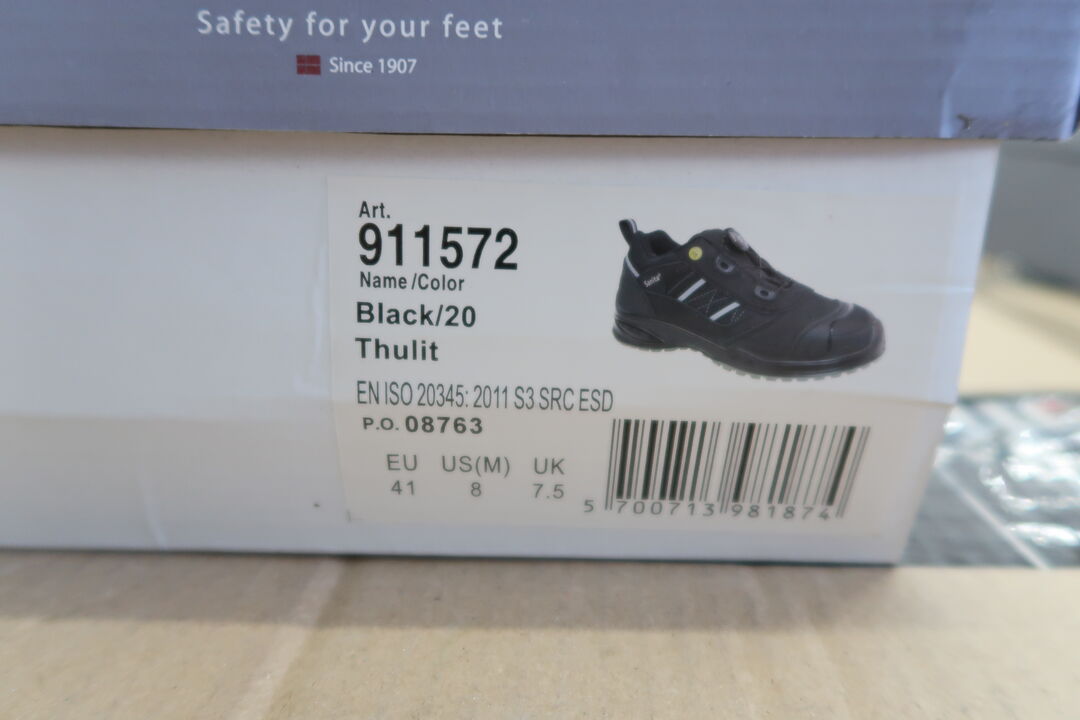 Safety for your feet
Since 1907
Art.
911572
Name/Color
Black/20
Thulit
EN ISO 20345: 2011 S3 SRC ESD
P.O. 08763
EU US(M) UK
41 8 7.5
5 700713 981874
Sanita